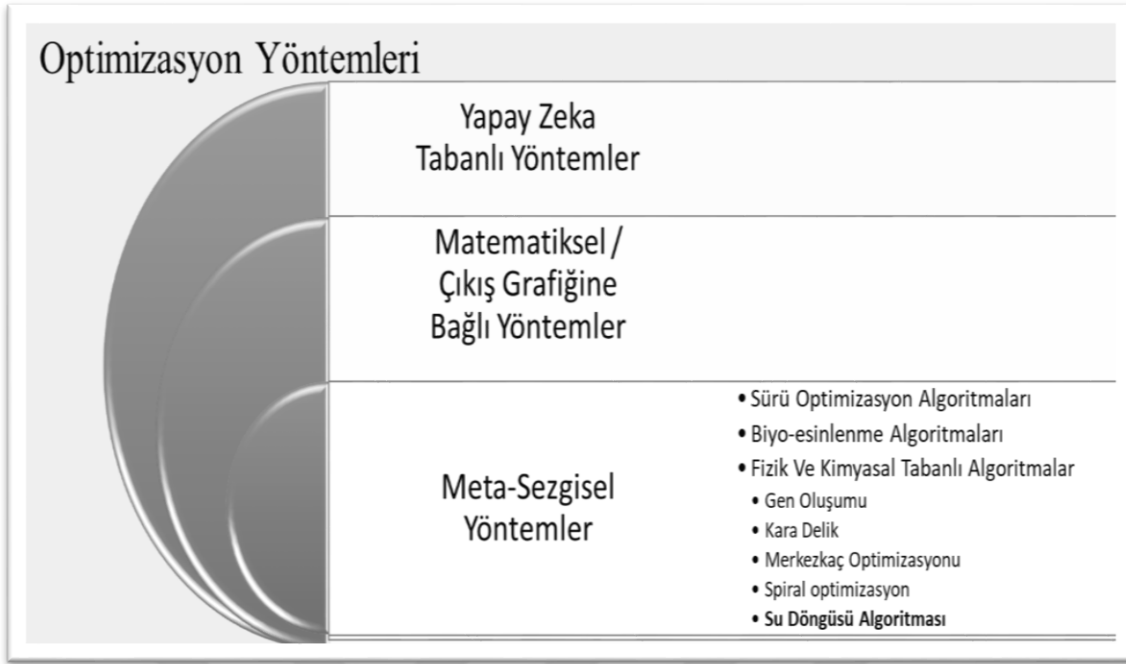 Optimizasyon Yöntemleri
Yapay Zeka
Tabanlı Yöntemler
Matematiksel /
Çıkış Grafiğine
Bağlı Yöntemler
Meta-Sezgisel
Yöntemler
• Sürü Optimizasyon Algoritmaları
• Biyo-esinlenme Algoritmaları
• Fizik Ve Kimyasal Tabanlı Algoritmalar
• Gen Oluşumu
• Kara Delik
• Merkezkaç Optimizasyonu
• Spiral optimizasyon
• Su Döngüsü Algoritması